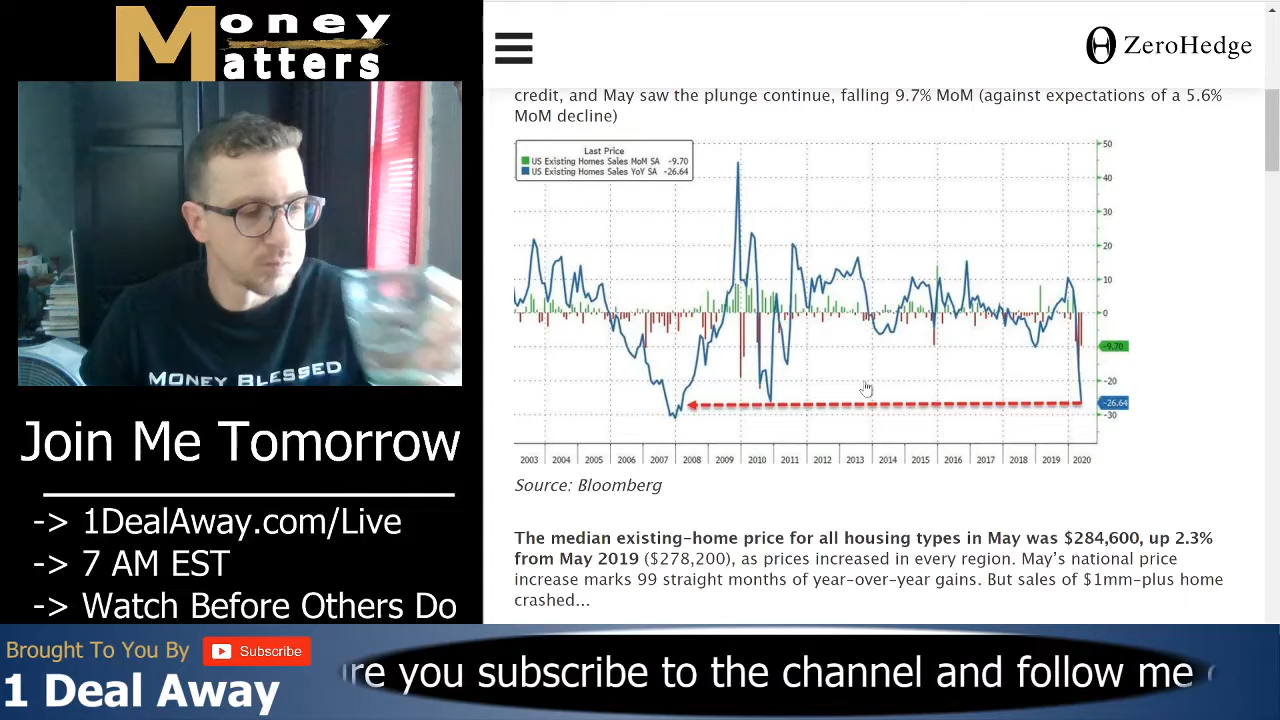 Money
Matters
MONEY BLESSED
Join Me Tomorrow
-> 1DealAway.com/Live
-> 7 AM EST
-> Watch Before Others Do
ZeroHedge
credit, and May saw the plunge continue, falling 9.7% MoM (against expectations of a 5.6%
MoM decline)
Last Price
US Existing Homes Sales MoM SA -9.70
US Existing Homes Sales YoY SA -26.64
50
40
30
20
10
0
-9.70
-20
-26.64
-30
2003 2004 2005 2006 2007 2008 2009 2010 2011 2012 2013 2014 2015 2016 2017 2018 2019 2020
Source: Bloomberg
The median existing-home price for all housing types in May was $284,600, up 2.3%
from May 2019 ($278,200), as prices increased in every region. May's national price
increase marks 99 straight months of year-over-year gains. But sales of $1mm-plus home
crashed...
Brought To You By Subscribe
1 Deal Away
re you subscribe to the channel and follow me